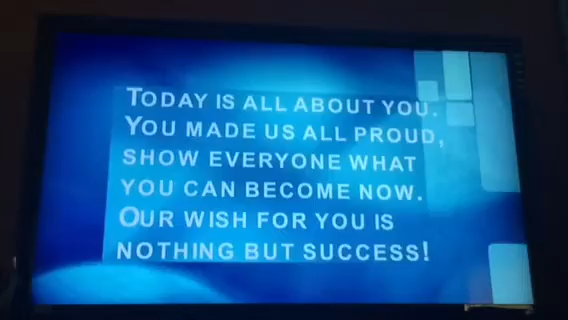 TODAY IS ALL ABOUT YOU.
YOU MADE US ALL PROUD,
SHOW EVERYONE WHAT
YOU CAN BECOME NOW.
OUR WISH FOR YOU IS
NOTHING BUT SUCCESS!